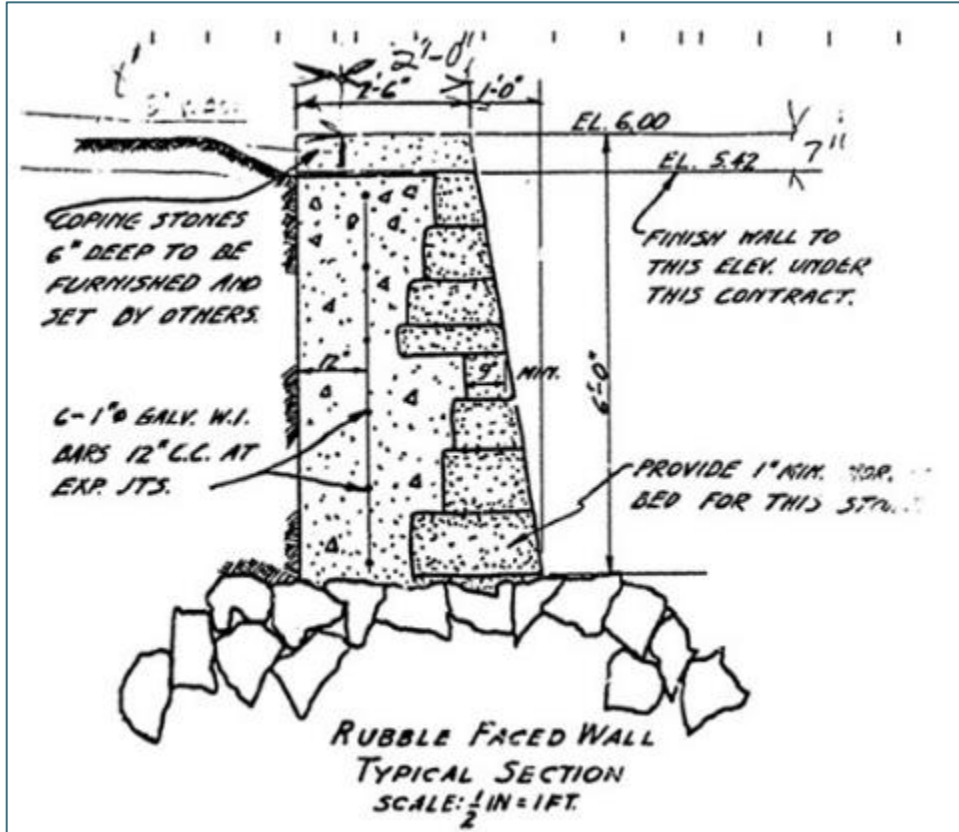 2'-0"
2'-6"
1'-0"
EL. 6.00
7"
EL. 5.42
COPING STONES
6" DEEP TO BE
FURNISHED AND
SET BY OTHERS.
FINISH WALL TO
THIS ELEV. UNDER
THIS CONTRACT.
12"
9"
MIN.
6'-0"
6-1"ø GALV. W.I.
BARS 12" C.C. AT
EXP. JTS.
PROVIDE 1" MIN.
BED FOR THIS
RUBBLE FACED WALL
TYPICAL SECTION
SCALE: 1/2 IN = 1 FT.